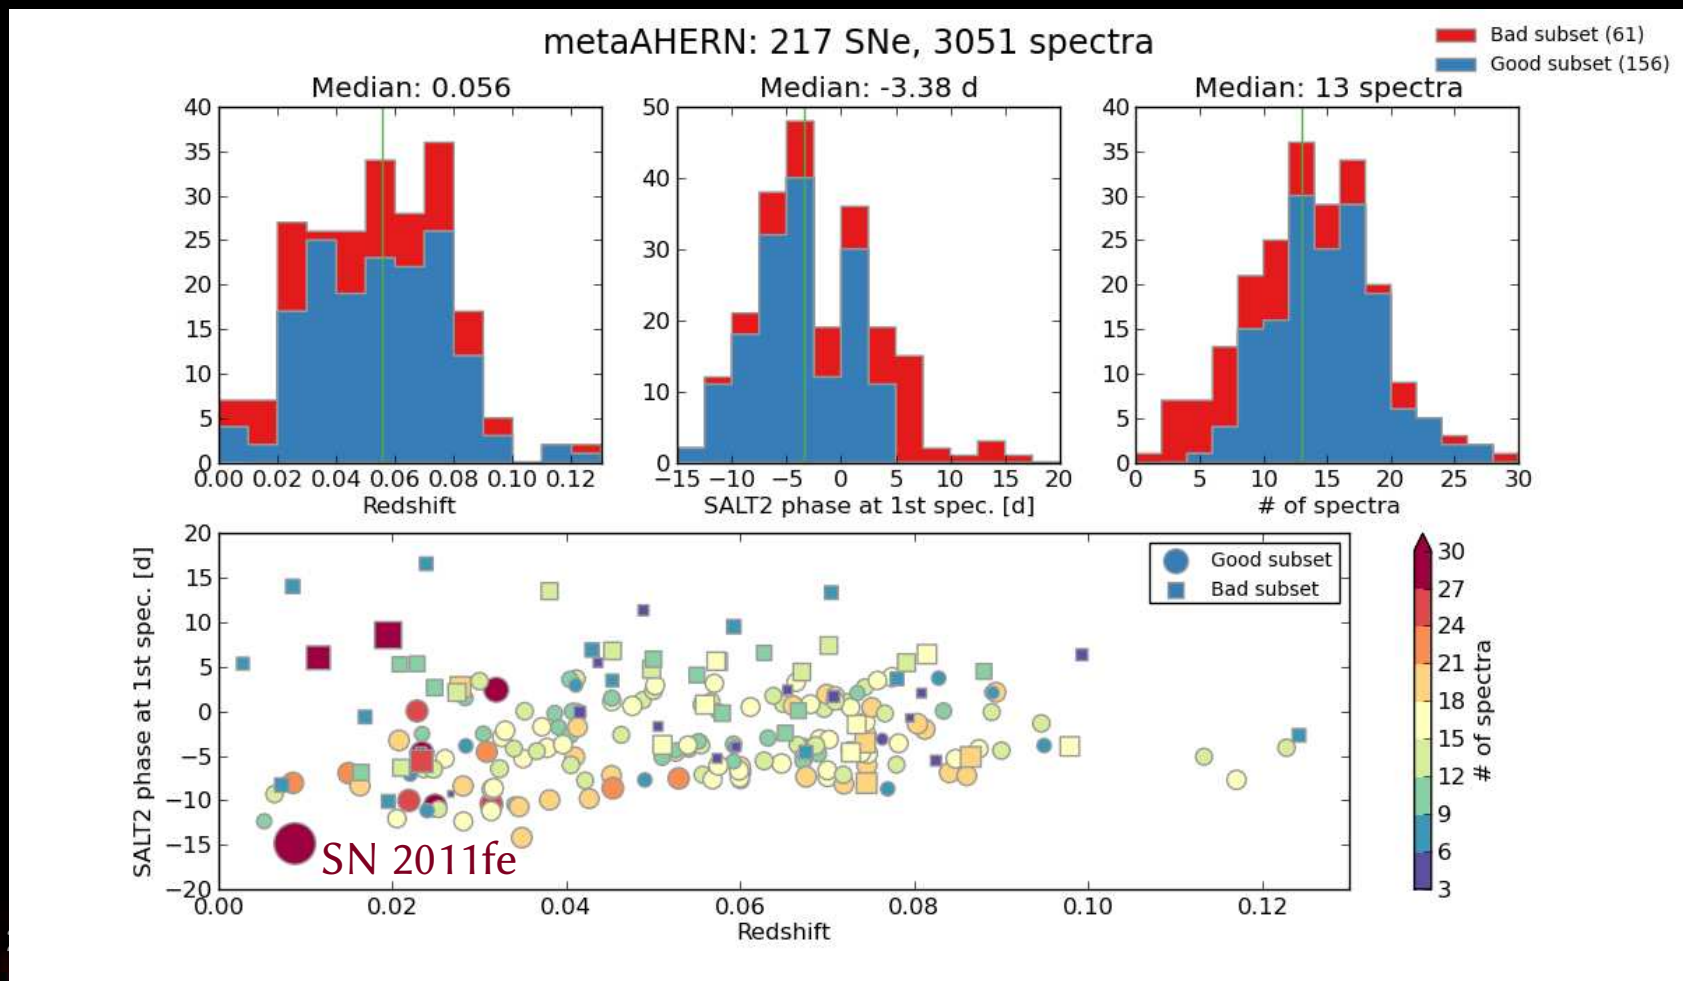 metaAHERN: 217 SNe, 3051 spectra
Bad subset (61)
Good subset (156)
Median: 0.056
Median: -3.38 d
Median: 13 spectra
40
35
30
25
20
15
10
5
0
0.00 0.02 0.04 0.06 0.08 0.10 0.12
Redshift
50
40
30
20
10
0
−15 −10 −5 0 5 10 15 20
SALT2 phase at 1st spec. [d]
40
35
30
25
20
15
10
5
0
0 5 10 15 20 25 30
# of spectra
SALT2 phase at 1st spec. [d]
20
15
10
5
0
−5
−10
−15
−20
Good subset
Bad subset
SN 2011fe
0.00 0.02 0.04 0.06 0.08 0.10 0.12
Redshift
30
27
24
21
18
15
12
9
6
3
# of spectra